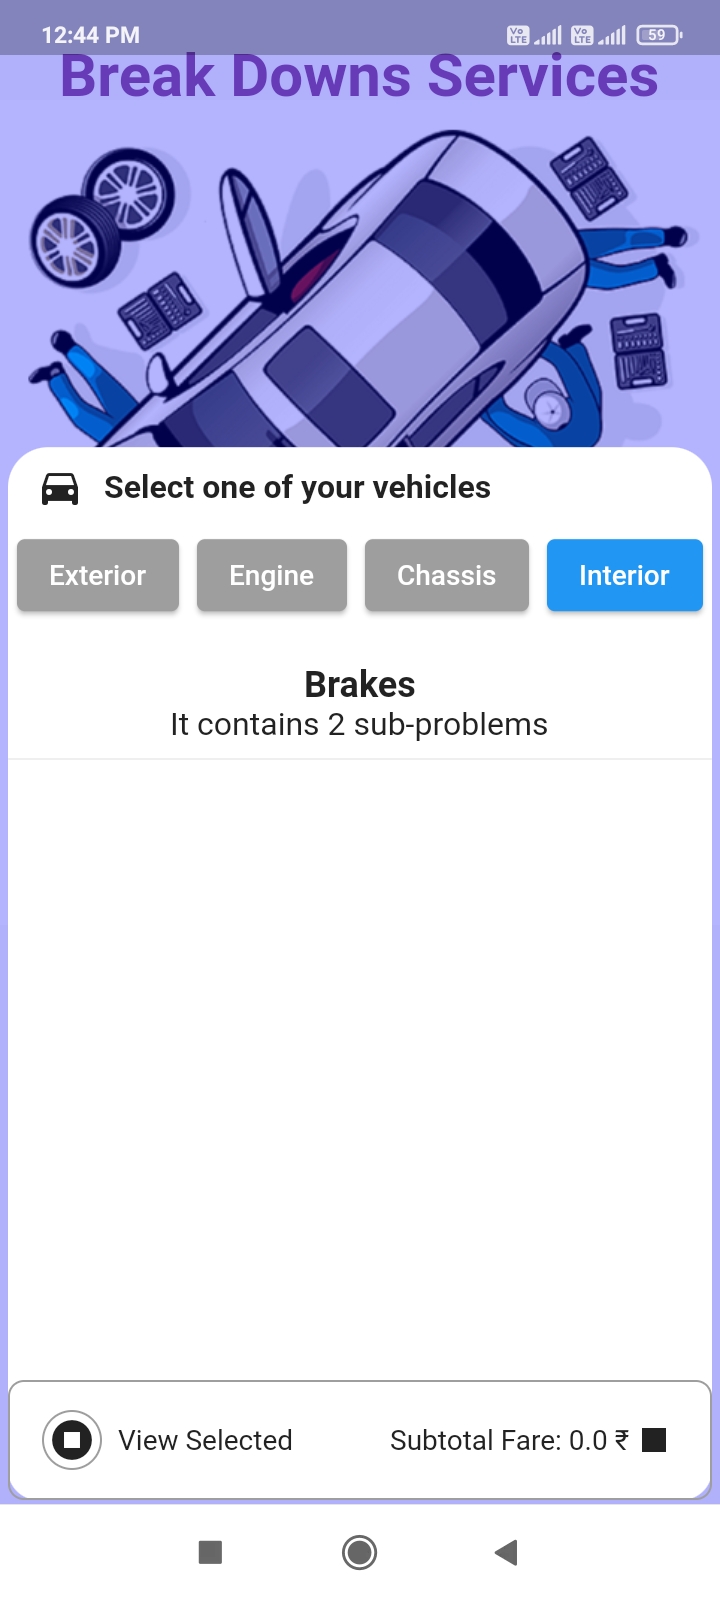 12:44 PM
Vo LTE Vo LTE 59
Break Downs Services
Select one of your vehicles
Exterior Engine Chassis Interior
Brakes
It contains 2 sub-problems
View Selected Subtotal Fare: 0.0 ₹